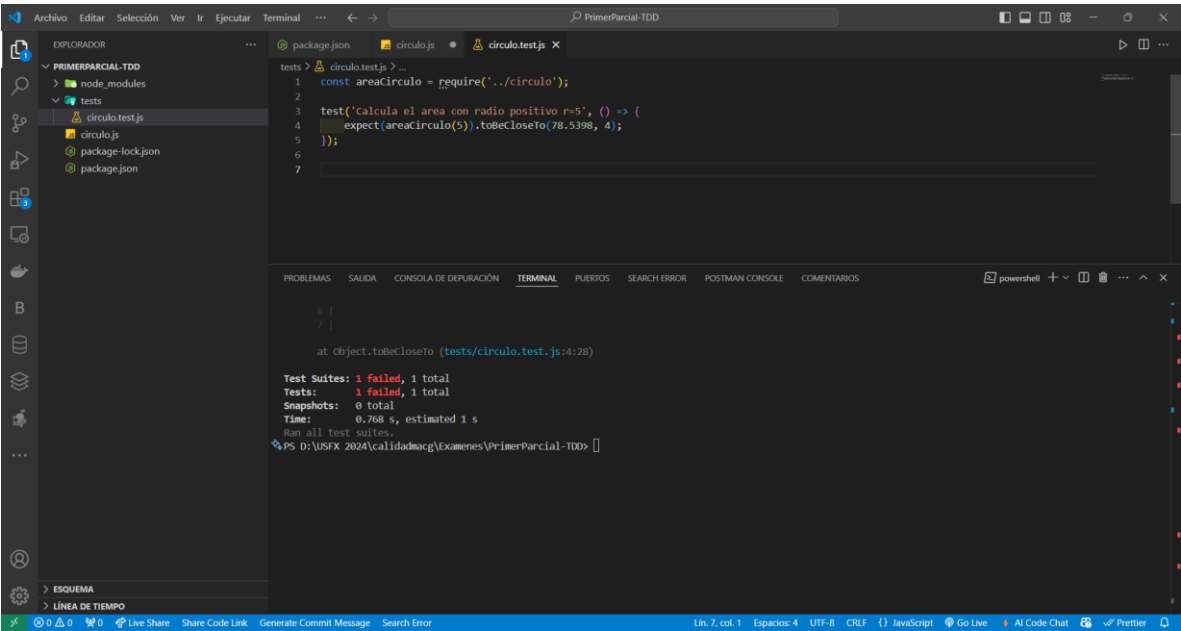 Archivo Editar Selección Ver Ir Ejecutar Terminal ··· PrimerParcial-TDD
EXPLORADOR ···
PRIMERPARCIAL-TDD
node_modules
tests
circulo.test.js
circulo.js
package-lock.json
package.json
ESQUEMA
LÍNEA DE TIEMPO
package.json circulo.js circulo.test.js
tests > circulo.test.js > ...
1 const areaCirculo = require('../circulo');
2
3 test('Calcula el area con radio positivo r=5', () => {
4 expect(areaCirculo(5)).toBeCloseTo(78.5398, 4);
5 });
6
7
PROBLEMAS SALIDA CONSOLA DE DEPURACIÓN TERMINAL PUERTOS SEARCH ERROR POSTMAN CONSOLE COMENTARIOS powershell
6 |
7 |
at Object.toBeCloseTo (tests/circulo.test.js:4:28)
Test Suites: 1 failed, 1 total
Tests: 1 failed, 1 total
Snapshots: 0 total
Time: 0.768 s, estimated 1 s
Ran all test suites.
PS D:\USFX 2024\calidadmacg\Examenes\PrimerParcial-TDD>
0 0 0 Live Share Share Code Link Generate Commit Message Search Error Lín. 7, col. 1 Espacios: 4 UTF-8 CRLF {} JavaScript Go Live AI Code Chat Prettier